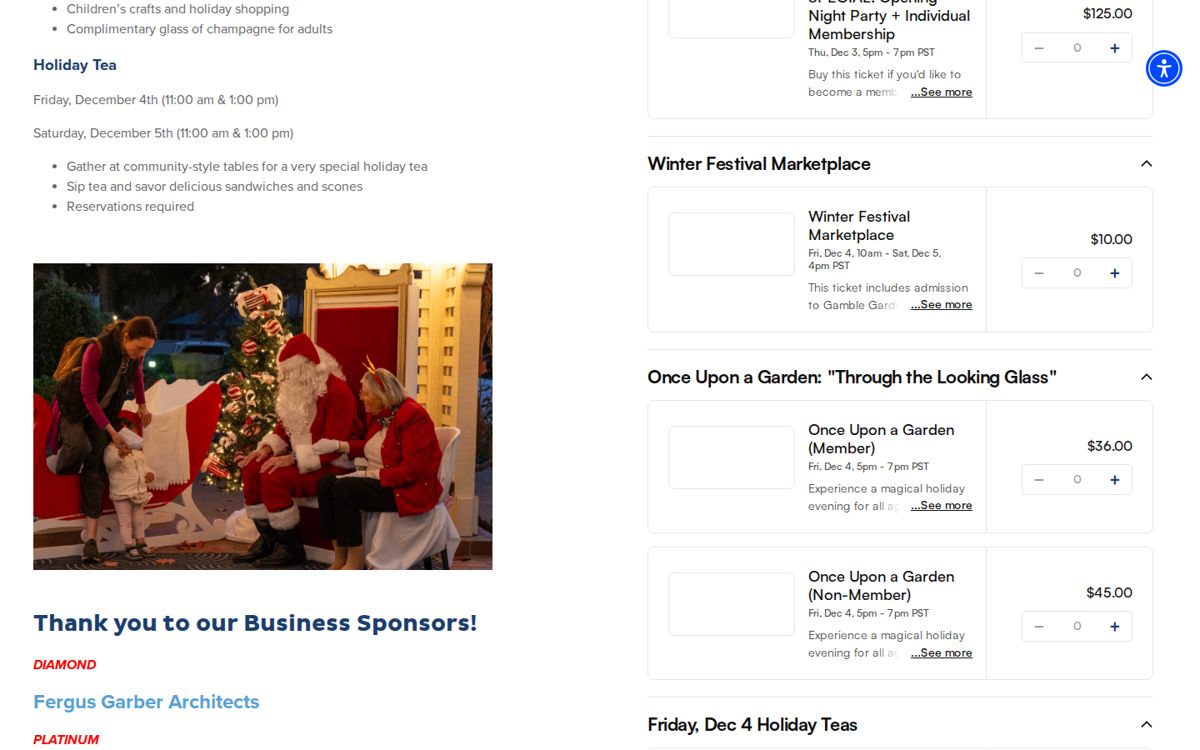 Children's crafts and holiday shopping
Complimentary glass of champagne for adults
Holiday Tea
Friday, December 4th (11:00 am & 1:00 pm)
Saturday, December 5th (11:00 am & 1:00 pm)
Gather at community-style tables for a very special holiday tea
Sip tea and savor delicious sandwiches and scones
Reservations required
Thank you to our Business Sponsors!
DIAMOND
Fergus Garber Architects
PLATINUM
SPECIAL: Opening
Night Party + Individual
Membership
Thu, Dec 3, 5pm - 7pm PST
Buy this ticket if you'd like to
become a memb ...See more
$125.00
0
Winter Festival Marketplace
Winter Festival
Marketplace
Fri, Dec 4, 10am - Sat, Dec 5,
4pm PST
This ticket includes admission
to Gamble Gard ...See more
$10.00
0
Once Upon a Garden: "Through the Looking Glass"
Once Upon a Garden
(Member)
Fri, Dec 4, 5pm - 7pm PST
Experience a magical holiday
evening for all ag ...See more
$36.00
0
Once Upon a Garden
(Non-Member)
Fri, Dec 4, 5pm - 7pm PST
Experience a magical holiday
evening for all ag ...See more
$45.00
0
Friday, Dec 4 Holiday Teas